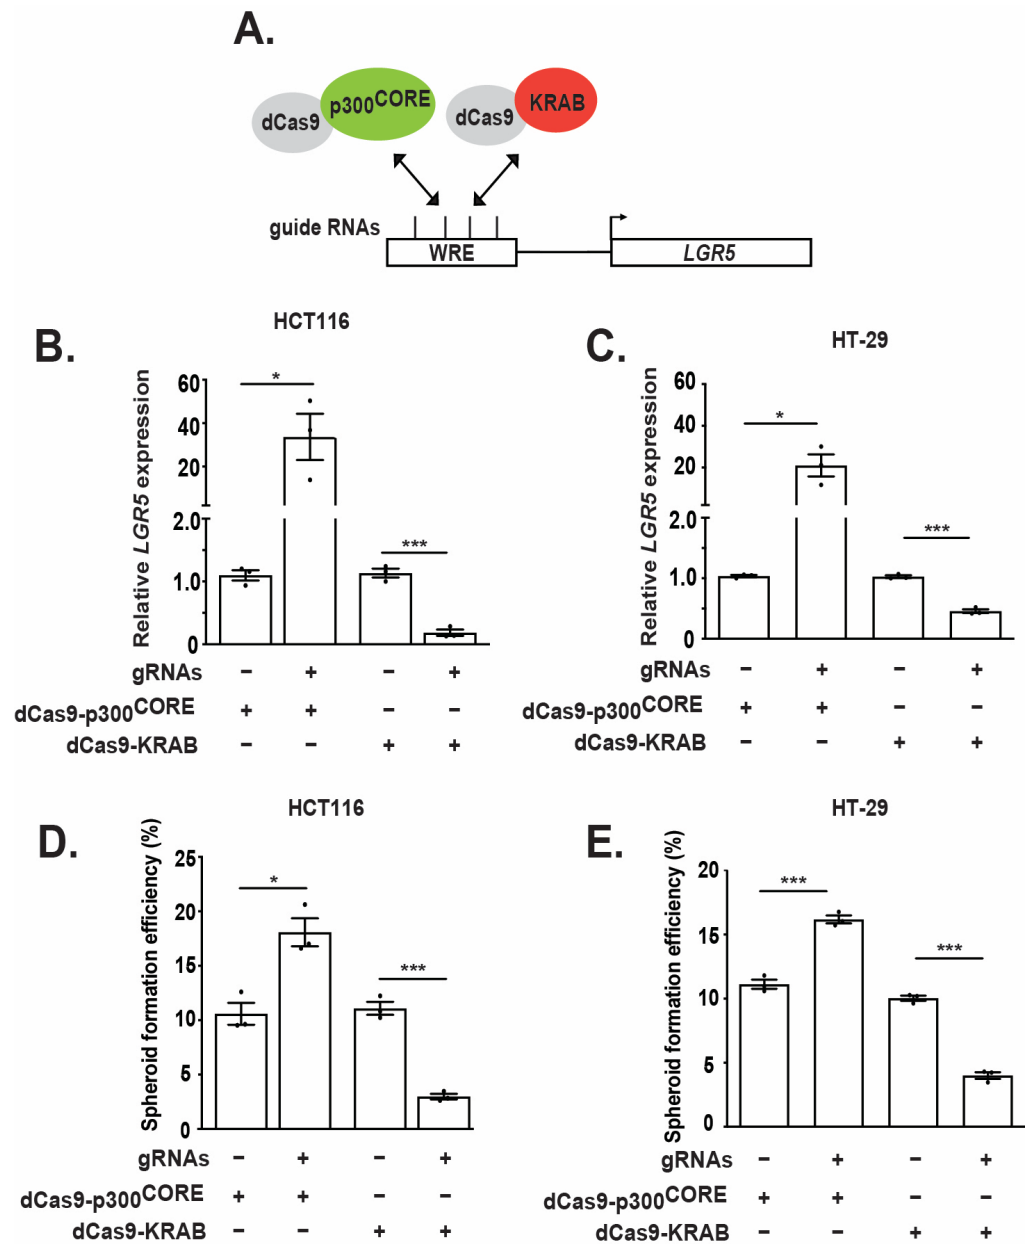 A.
dCas9 p300CORE dCas9 KRAB
guide RNAs
WRE LGR5
B.
HCT116
Relative LGR5 expression
60
40
20
2.0
1.0
0
*
***
gRNAs − + − +
dCas9-p300CORE + + − −
dCas9-KRAB − − + +
C.
HT-29
Relative LGR5 expression
60
40
20
2.0
1.0
0
*
***
gRNAs − + − +
dCas9-p300CORE + + − −
dCas9-KRAB − − + +
D.
HCT116
Spheroid formation efficiency (%)
25
20
15
10
5
0
*
***
gRNAs − + − +
dCas9-p300CORE + + − −
dCas9-KRAB − − + +
E.
HT-29
Spheroid formation efficiency (%)
20
15
10
5
0
***
***
gRNAs − + − +
dCas9-p300CORE + + − −
dCas9-KRAB − − + +